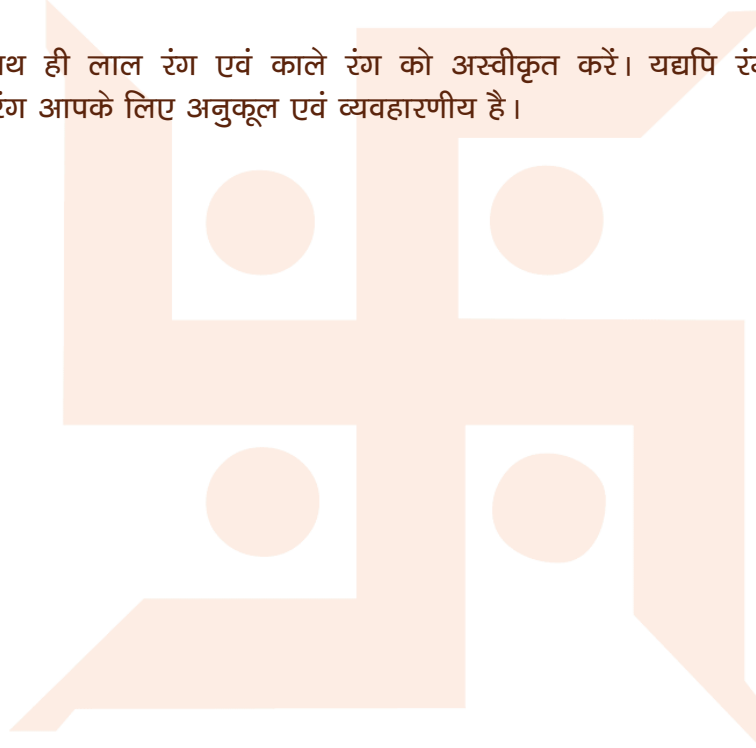 ही लाल रंग एवं काले रंग को अस्वीकृत करें। यद्यपि
आपके लिए अनुकूल एवं व्यवहारणीय है।